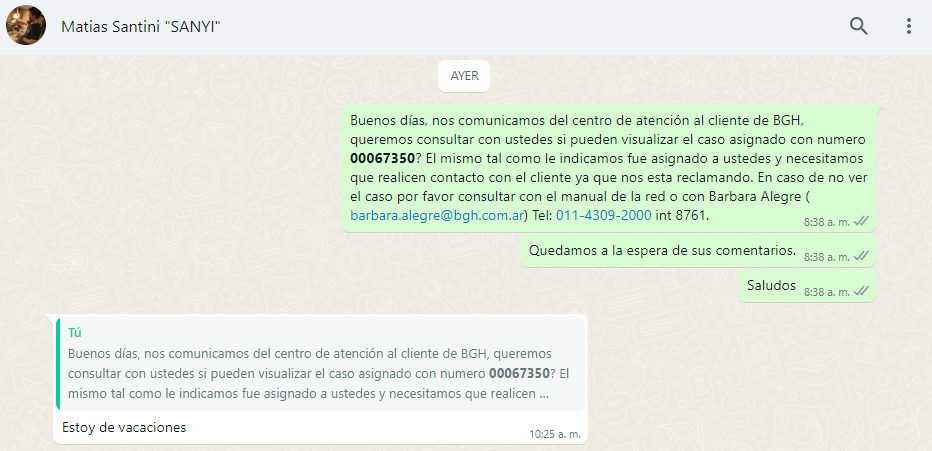 Matias Santini "SANYI"
AYER
Buenos días, nos comunicamos del centro de atención al cliente de BGH,
queremos consultar con ustedes si pueden visualizar el caso asignado con numero
00067350? El mismo tal como le indicamos fue asignado a ustedes y necesitamos
que realicen contacto con el cliente ya que nos esta reclamando. En caso de no ver
el caso por favor consultar con el manual de la red o con Barbara Alegre (
barbara.alegre@bgh.com.ar) Tel: 011-4309-2000 int 8761.
8:38 a. m.
Quedamos a la espera de sus comentarios.
8:38 a. m.
Saludos
8:38 a. m.
Tú
Buenos días, nos comunicamos del centro de atención al cliente de BGH, queremos
consultar con ustedes si pueden visualizar el caso asignado con numero 00067350? El
mismo tal como le indicamos fue asignado a ustedes y necesitamos que realicen ...
Estoy de vacaciones
10:25 a. m.